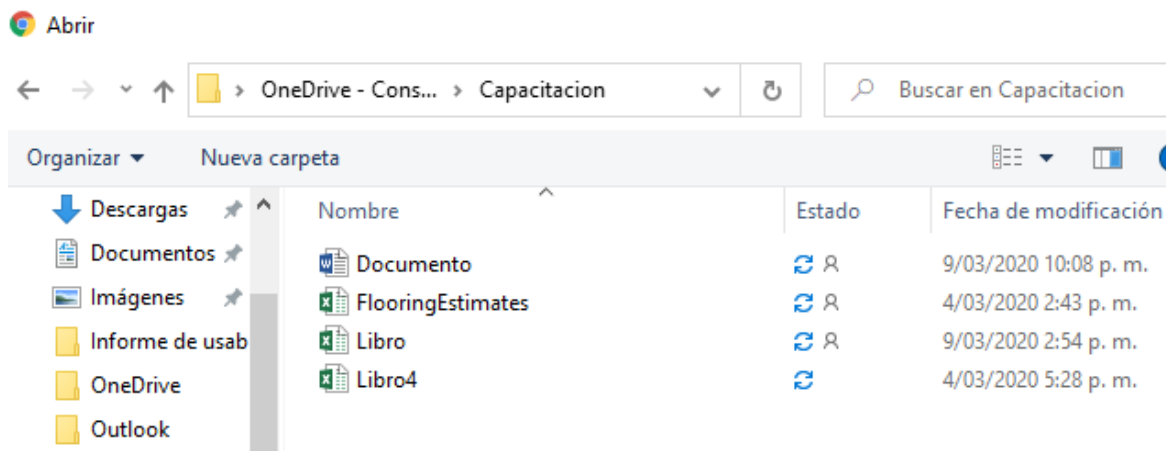 Abrir
OneDrive - Cons... > Capacitacion
Buscar en Capacitacion
Organizar
Nueva carpeta
Descargas
Nombre
Estado
Fecha de modificación
Documentos
Documento
9/03/2020 10:08 p. m.
Imágenes
FlooringEstimates
4/03/2020 2:43 p. m.
Informe de usab
Libro
9/03/2020 2:54 p. m.
OneDrive
Libro4
4/03/2020 5:28 p. m.
Outlook